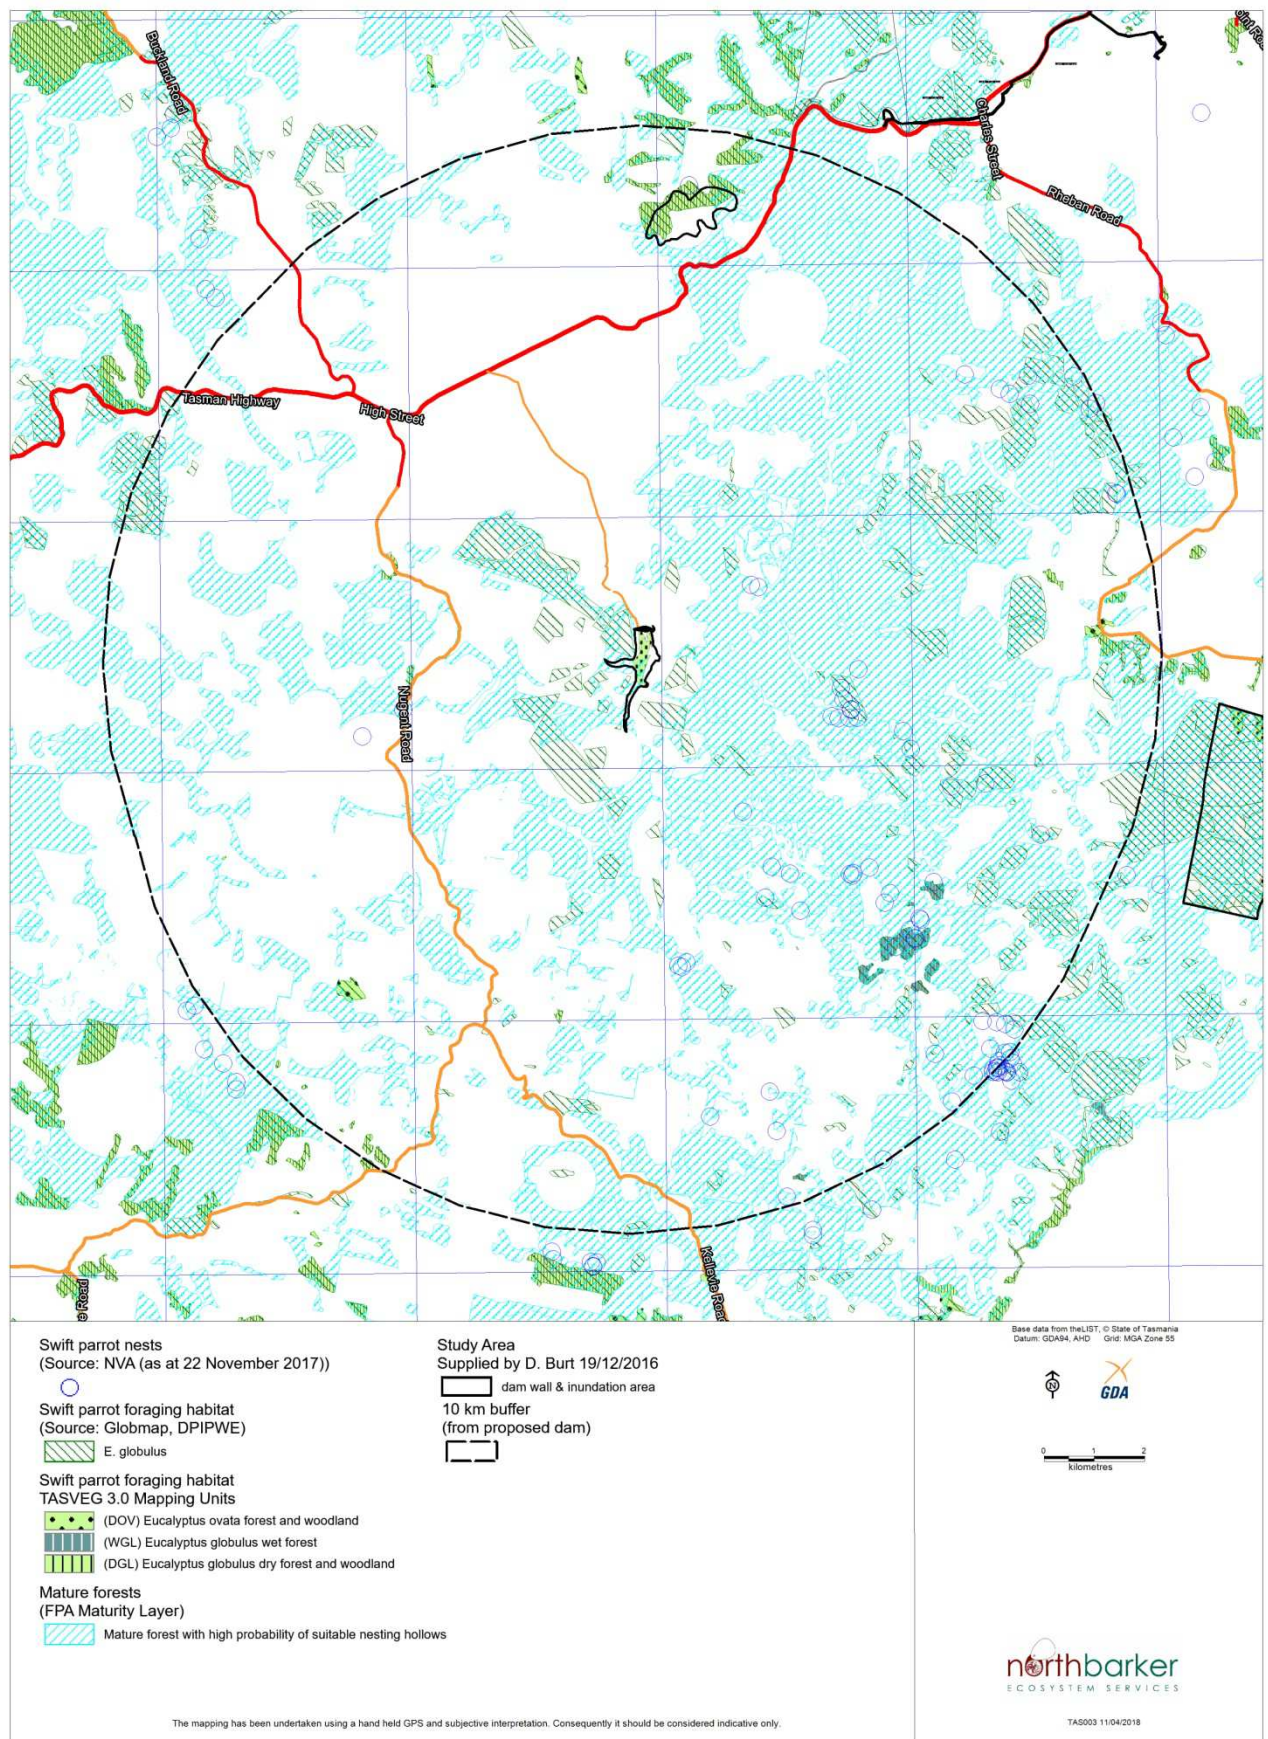 Buckland Road
Charles Street
Rheban Road
Tasman Highway
High Street
Nugent Road
Kellevie Road
e Road
Swift parrot nests
(Source: NVA (as at 22 November 2017))
Swift parrot foraging habitat
(Source: Globmap, DPIPWE)
E. globulus
Swift parrot foraging habitat
TASVEG 3.0 Mapping Units
(DOV) Eucalyptus ovata forest and woodland
(WGL) Eucalyptus globulus wet forest
(DGL) Eucalyptus globulus dry forest and woodland
Mature forests
(FPA Maturity Layer)
Mature forest with high probability of suitable nesting hollows
Study Area
Supplied by D. Burt 19/12/2016
dam wall & inundation area
10 km buffer
(from proposed dam)
Base data from theLIST, © State of Tasmania
Datum: GDA94, AHD Grid: MGA Zone 55
N
GDA
0 1 2
kilometres
northbarker
ECOSYSTEM SERVICES
The mapping has been undertaken using a hand held GPS and subjective interpretation. Consequently it should be considered indicative only.
TAS003 11/04/2018